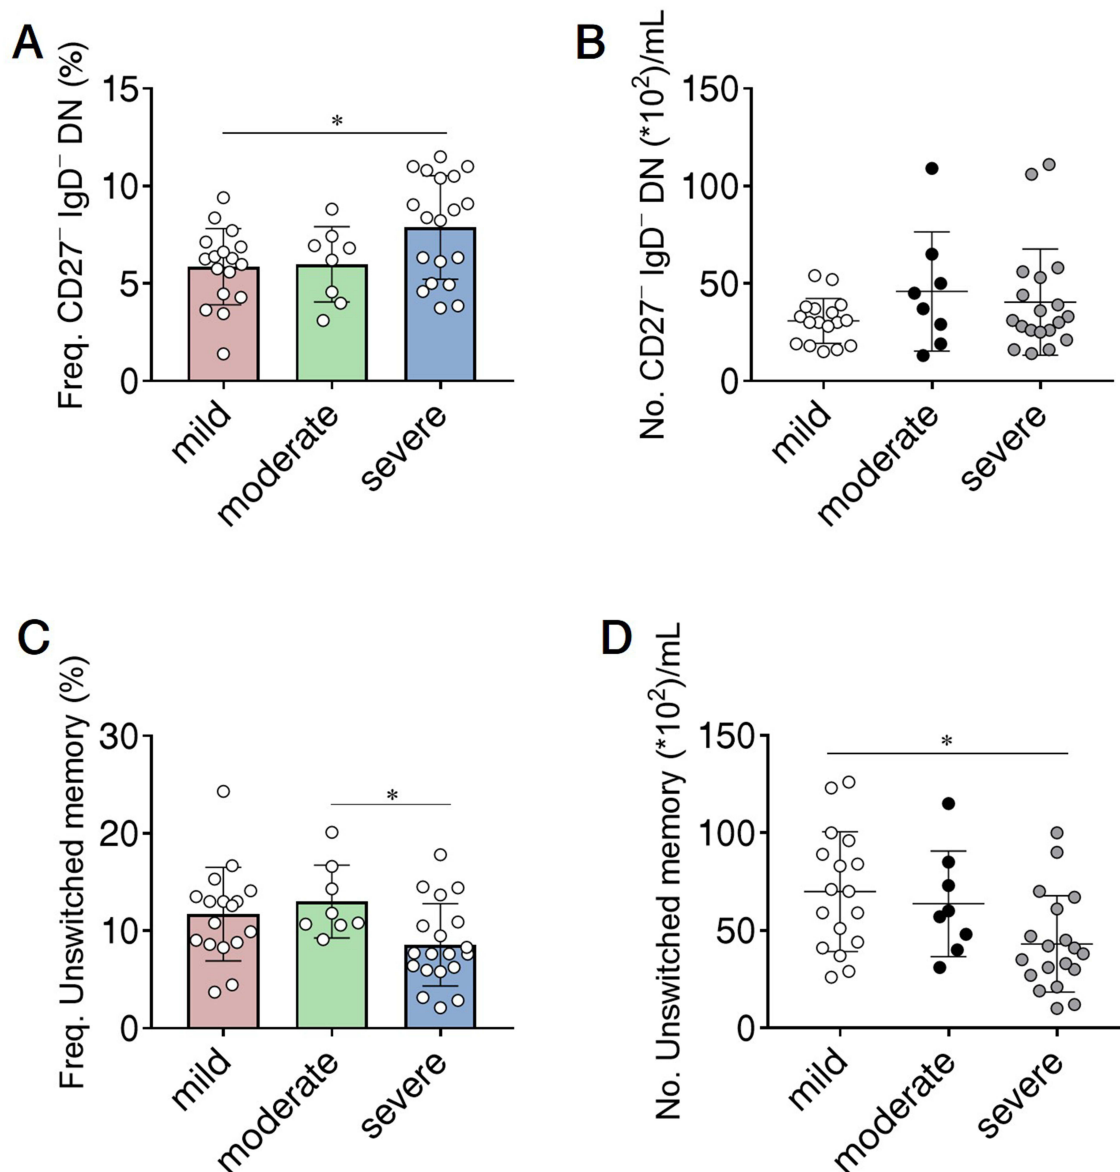 A
Freq. CD27⁻ IgD⁻ DN (%)
15
10
5
0
*
mild
moderate
severe
B
No. CD27⁻ IgD⁻ DN (*10²)/mL
150
100
50
0
mild
moderate
severe
C
Freq. Unswitched memory (%)
30
20
10
0
*
mild
moderate
severe
D
No. Unswitched memory (*10²)/mL
150
100
50
0
*
mild
moderate
severe